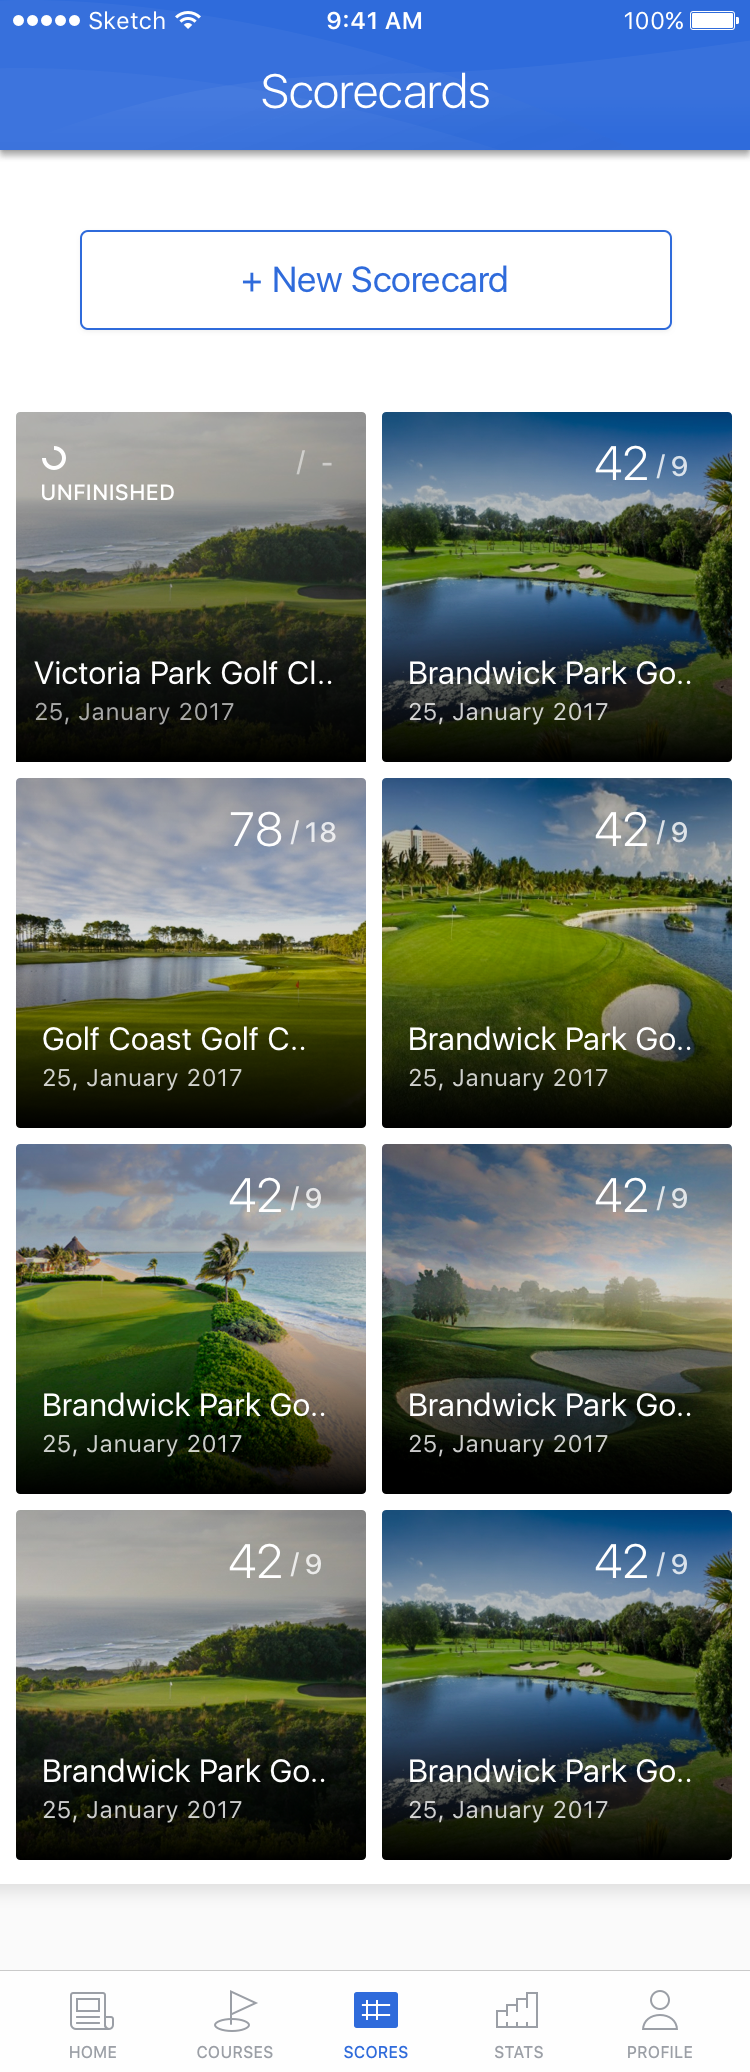 Sketch 9:41 AM 100%
Scorecards
+ New Scorecard
/ -
UNFINISHED
Victoria Park Golf Cl..
25, January 2017
42 / 9
Brandwick Park Go..
25, January 2017
78 / 18
Golf Coast Golf C..
25, January 2017
42 / 9
Brandwick Park Go..
25, January 2017
42 / 9
Brandwick Park Go..
25, January 2017
42 / 9
Brandwick Park Go..
25, January 2017
42 / 9
Brandwick Park Go..
25, January 2017
42 / 9
Brandwick Park Go..
25, January 2017
HOME COURSES SCORES STATS PROFILE